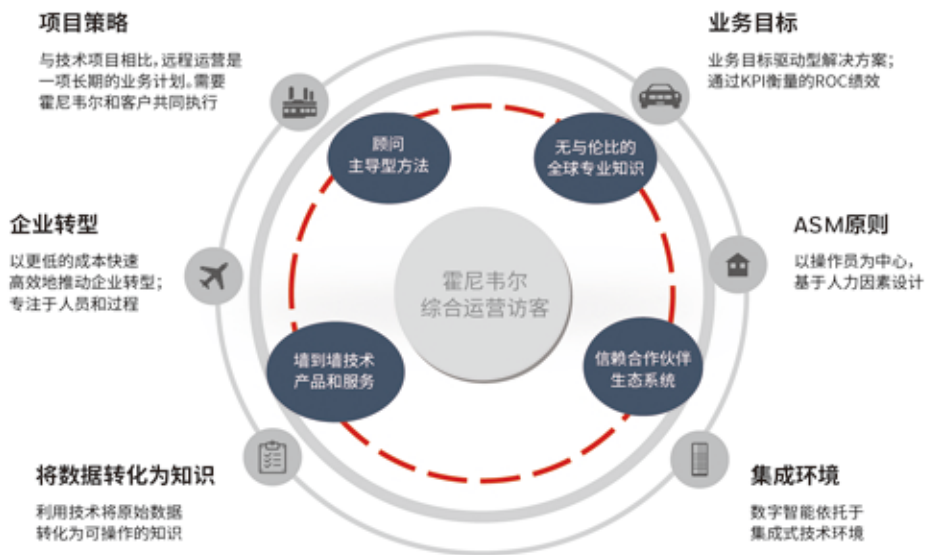 项目策略
与技术项目相比，远程运营是
一项长期的业务计划。需要
霍尼韦尔和客户共同执行
业务目标
业务目标驱动型解决方案；
通过KPI衡量的ROC绩效
顾问
主导型方法
无与伦比的
全球专业知识
企业转型
以更低的成本快速
高效地推动企业转型；
专注于人员和过程
霍尼韦尔
综合运营访客
ASM原则
以操作员为中心，
基于人力因素设计
墙到墙技术
产品和服务
信赖合作伙伴
生态系统
将数据转化为知识
利用技术将原始数据
转化为可操作的知识
集成环境
数字智能依托于
集成式技术环境